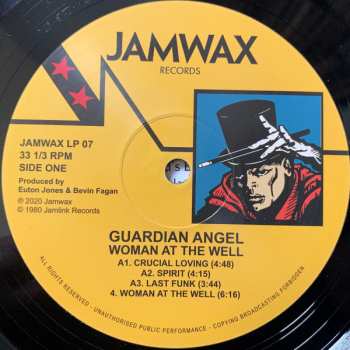 JAMWAX
RECORDS
JAMWAX LP 07
33 1/3 RPM
SIDE ONE
Produced by
Euton Jones & Bevin Fagan
℗ 2020 Jamwax
© 1980 Jamlink Records
GUARDIAN ANGEL
WOMAN AT THE WELL
A1. CRUCIAL LOVING (4:48)
A2. SPIRIT (4:15)
A3. LAST FUNK (3:44)
4. WOMAN AT THE WELL (6:16)
ALL RIGHTS RESERVED - UNAUTHORISED PUBLIC PERFORMANCE - COPYING BROADCASTING FORBIDDEN